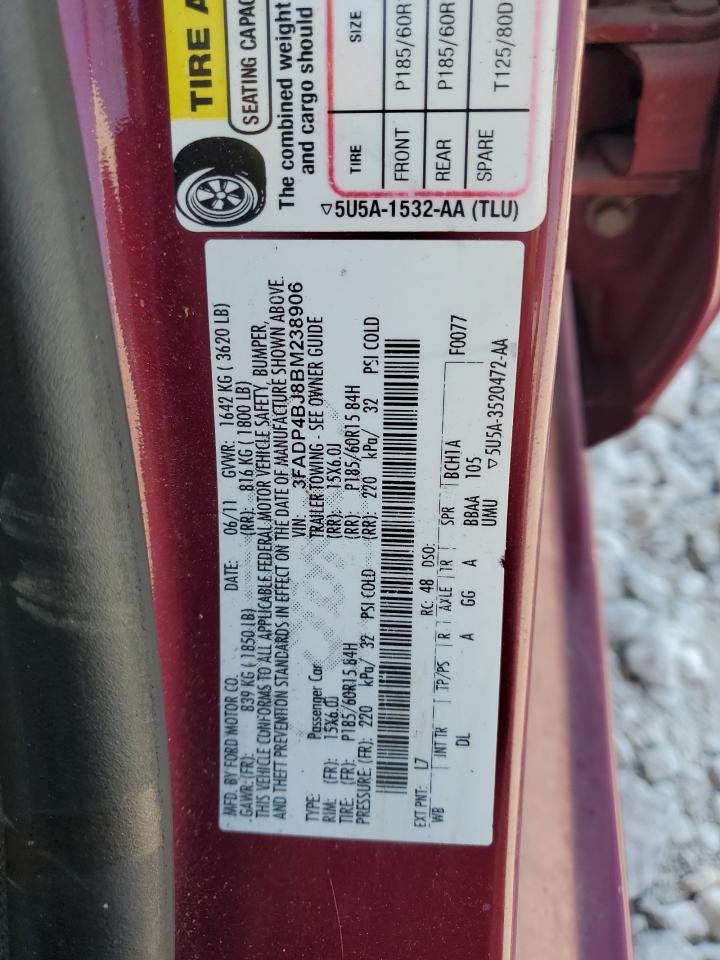 TIRE A
SEATING CAPAC
The combined weight
and cargo should
TIRE SIZE
FRONT P185/60R
REAR P185/60R
SPARE T125/80D
▽5U5A-1532-AA (TLU)
MFD. BY FORD MOTOR CO. DATE: 06/11 GVWR: 1642 KG ( 3620 LB)
GAWR: (FR): 839 KG ( 1850 LB) (RR): 816 KG ( 1800 LB)
THIS VEHICLE CONFORMS TO ALL APPLICABLE FEDERAL MOTOR VEHICLE SAFETY, BUMPER,
AND THEFT PREVENTION STANDARDS IN EFFECT ON THE DATE OF MANUFACTURE SHOWN ABOVE.
VIN: 3FADP4BJ8BM238906
TYPE: Passenger Car TRAILER TOWING - SEE OWNER GUIDE
RIM: (FR): 15X6.0J (RR): 15X6.0J
TIRE: (FR): P185/60R15 84H (RR): P185/60R15 84H
PRESSURE (FR): 220 kPa/ 32 PSI COLD (RR): 220 kPa/ 32 PSI COLD
EXT PNT: L7 RC: 48 DSO: F0077
WB INT TR TP/PS R AXLE TR SPR BCH1A
DL A GG A BBAA 105
UMU ▽5U5A-3520472-AA